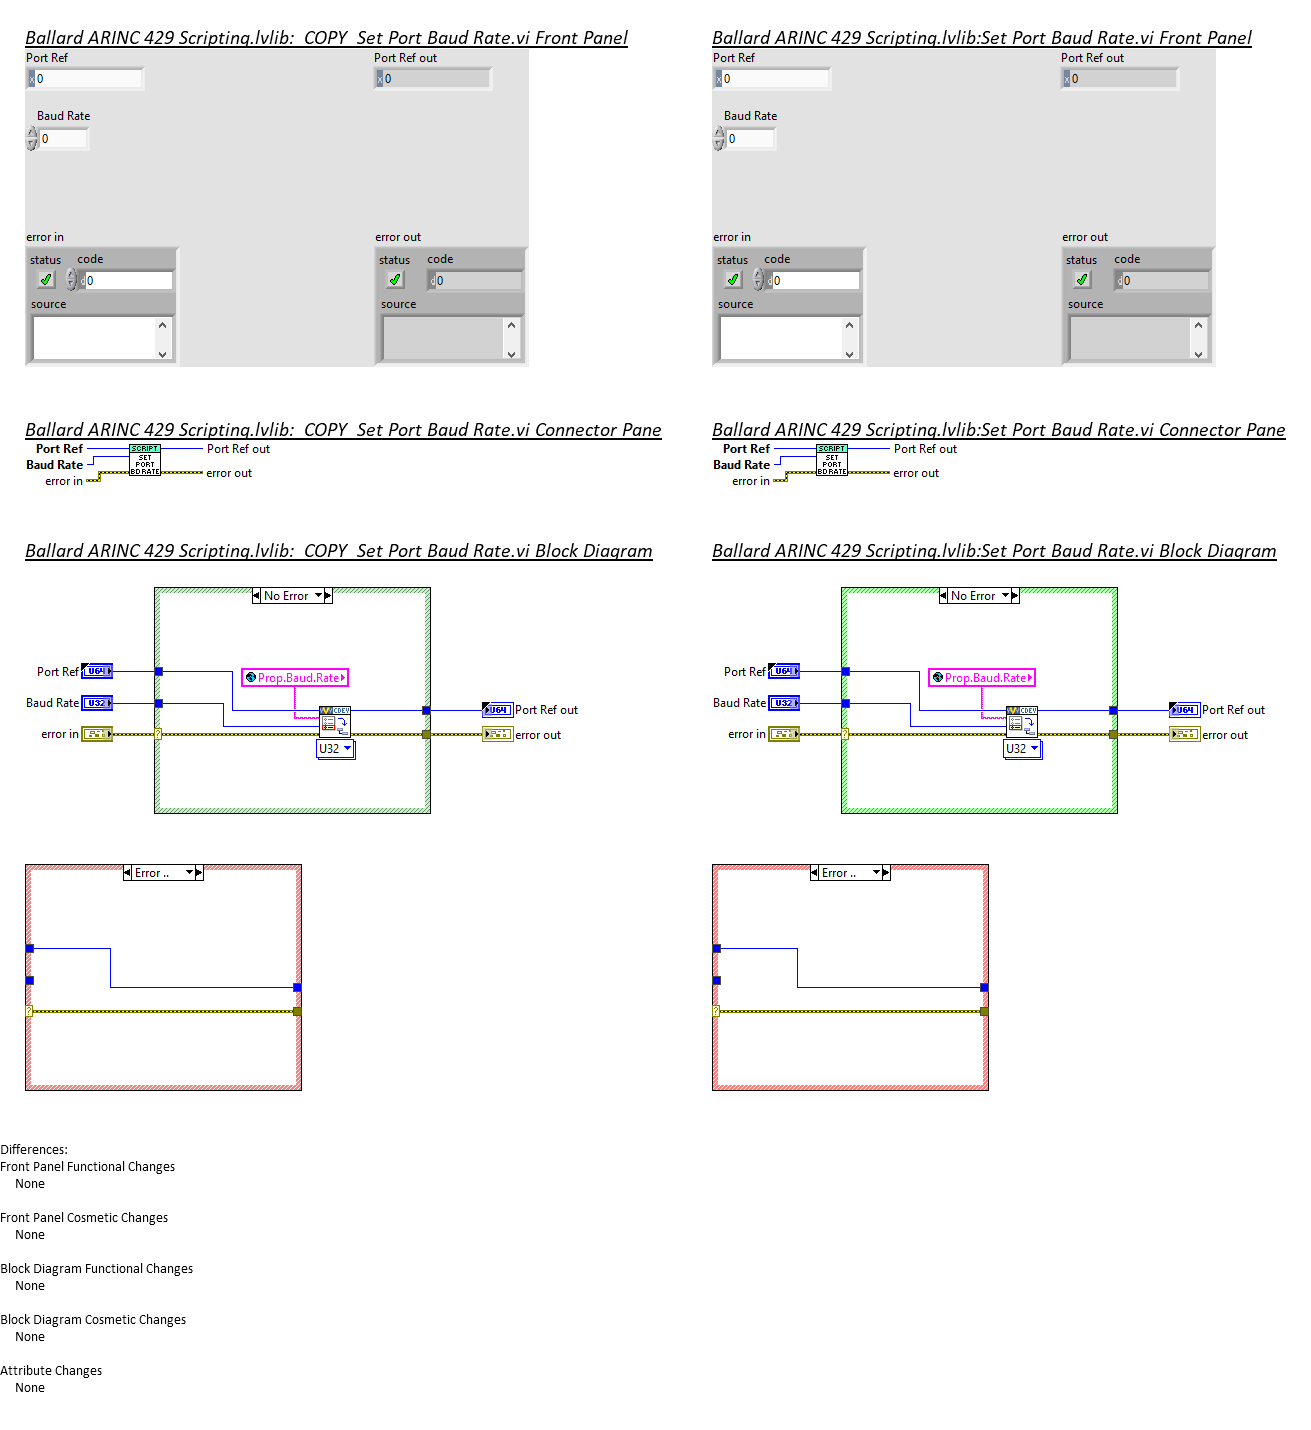 Ballard ARINC 429 Scripting.lvlib:_COPY_Set Port Baud Rate.vi Front Panel
Port Ref
x 0
Port Ref out
x 0
Baud Rate
0
error in
status code
d 0
source
error out
status code
d 0
source
Ballard ARINC 429 Scripting.lvlib:Set Port Baud Rate.vi Front Panel
Port Ref
x 0
Port Ref out
x 0
Baud Rate
0
error in
status code
d 0
source
error out
status code
d 0
source
Ballard ARINC 429 Scripting.lvlib:_COPY_Set Port Baud Rate.vi Connector Pane
Port Ref
Baud Rate
error in
SCRIPT
SET
PORT
BD RATE
Port Ref out
error out
Ballard ARINC 429 Scripting.lvlib:Set Port Baud Rate.vi Connector Pane
Port Ref
Baud Rate
error in
SCRIPT
SET
PORT
BD RATE
Port Ref out
error out
Ballard ARINC 429 Scripting.lvlib:_COPY_Set Port Baud Rate.vi Block Diagram
No Error
Port Ref U64
Baud Rate U32
error in
?
Prop.Baud.Rate
CDEV
U32
U64 Port Ref out
error out
Error ..
?
Ballard ARINC 429 Scripting.lvlib:Set Port Baud Rate.vi Block Diagram
No Error
Port Ref U64
Baud Rate U32
error in
?
Prop.Baud.Rate
CDEV
U32
U64 Port Ref out
error out
Error ..
?
Differences:
Front Panel Functional Changes
None
Front Panel Cosmetic Changes
None
Block Diagram Functional Changes
None
Block Diagram Cosmetic Changes
None
Attribute Changes
None